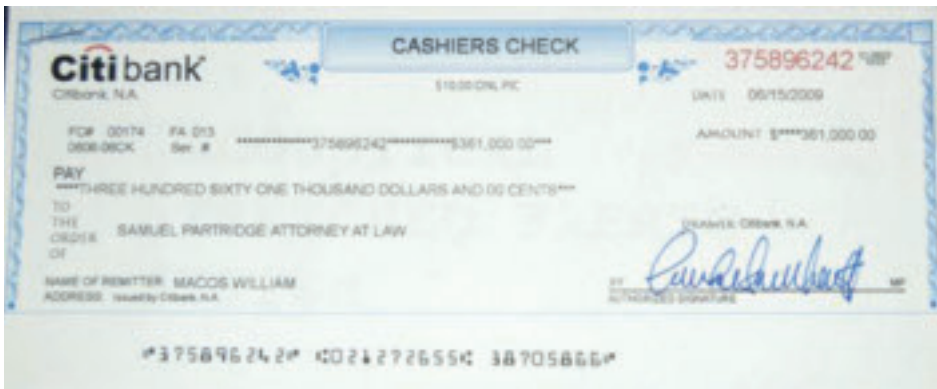 CASHIERS CHECK
Citibank
375896242
Citibank, N.A.
DATE 06/15/2009
FC# 00174 FA 013
AMOUNT $****361,000.00
Ser #
*************375896242***********$361,000.00***
PAY
****THREE HUNDRED SIXTY ONE THOUSAND DOLLARS AND 00 CENTS***
TO
THE
ORDER
OF
SAMUEL PARTRIDGE ATTORNEY AT LAW
DRAWER: Citibank, N.A.
NAME OF REMITTER: MACOS WILLIAM
BY
ADDRESS: Issued by Citibank, N.A.
AUTHORIZED SIGNATURE
⑈375896242⑈ ⑆021272655⑆ 38705866⑈